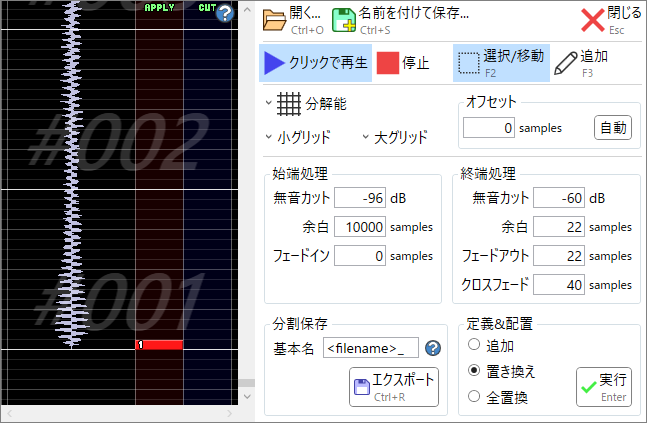 APPLY CUT
#002
#001
1
開く...
Ctrl+O
名前を付けて保存...
Ctrl+S
閉じる
Esc
クリックで再生
停止
選択/移動
F2
追加
F3
分解能
小グリッド
大グリッド
オフセット
0 samples
自動
始端処理
無音カット -96 dB
余白 10000 samples
フェードイン 0 samples
終端処理
無音カット -60 dB
余白 22 samples
フェードアウト 22 samples
クロスフェード 40 samples
分割保存
基本名 <filename>_
エクスポート
Ctrl+R
定義&配置
追加
置き換え
全置換
実行
Enter